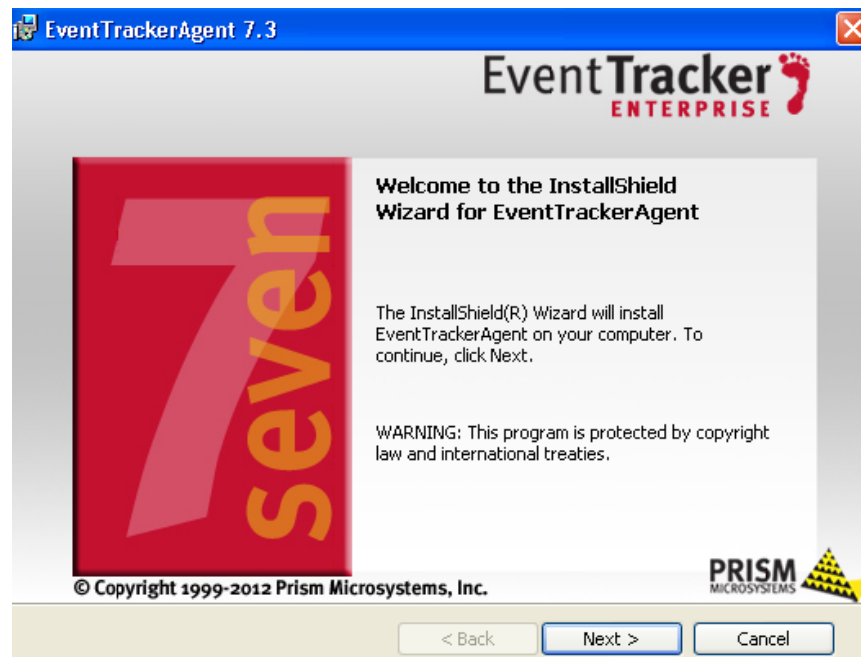 EventTrackerAgent 7.3
EventTracker
ENTERPRISE
7
seven
Welcome to the InstallShield
Wizard for EventTrackerAgent
The InstallShield(R) Wizard will install
EventTrackerAgent on your computer. To
continue, click Next.
WARNING: This program is protected by copyright
law and international treaties.
© Copyright 1999-2012 Prism Microsystems, Inc.
PRISM
MICROSYSTEMS
< Back
Next >
Cancel